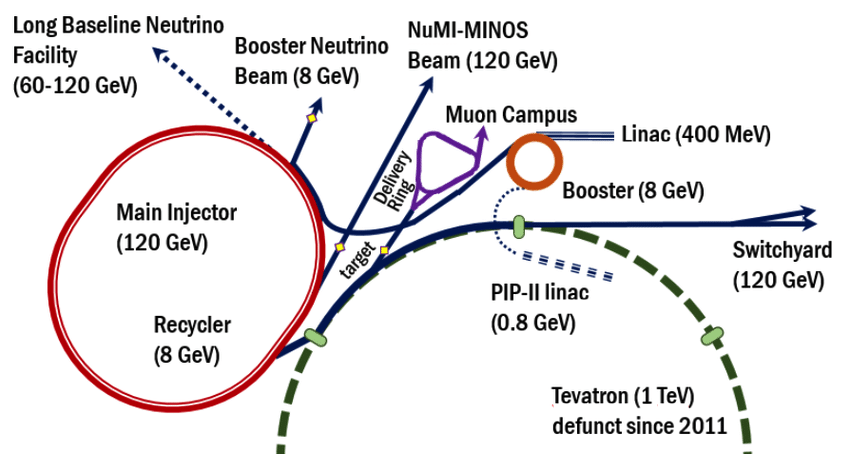 Long Baseline Neutrino
Facility
(60-120 GeV)
Booster Neutrino
Beam (8 GeV)
NuMI-MINOS
Beam (120 GeV)
Muon Campus
Linac (400 MeV)
Delivery
Ring
Booster (8 GeV)
Main Injector
(120 GeV)
target
Switchyard
(120 GeV)
PIP-II linac
(0.8 GeV)
Recycler
(8 GeV)
Tevatron (1 TeV)
defunct since 2011